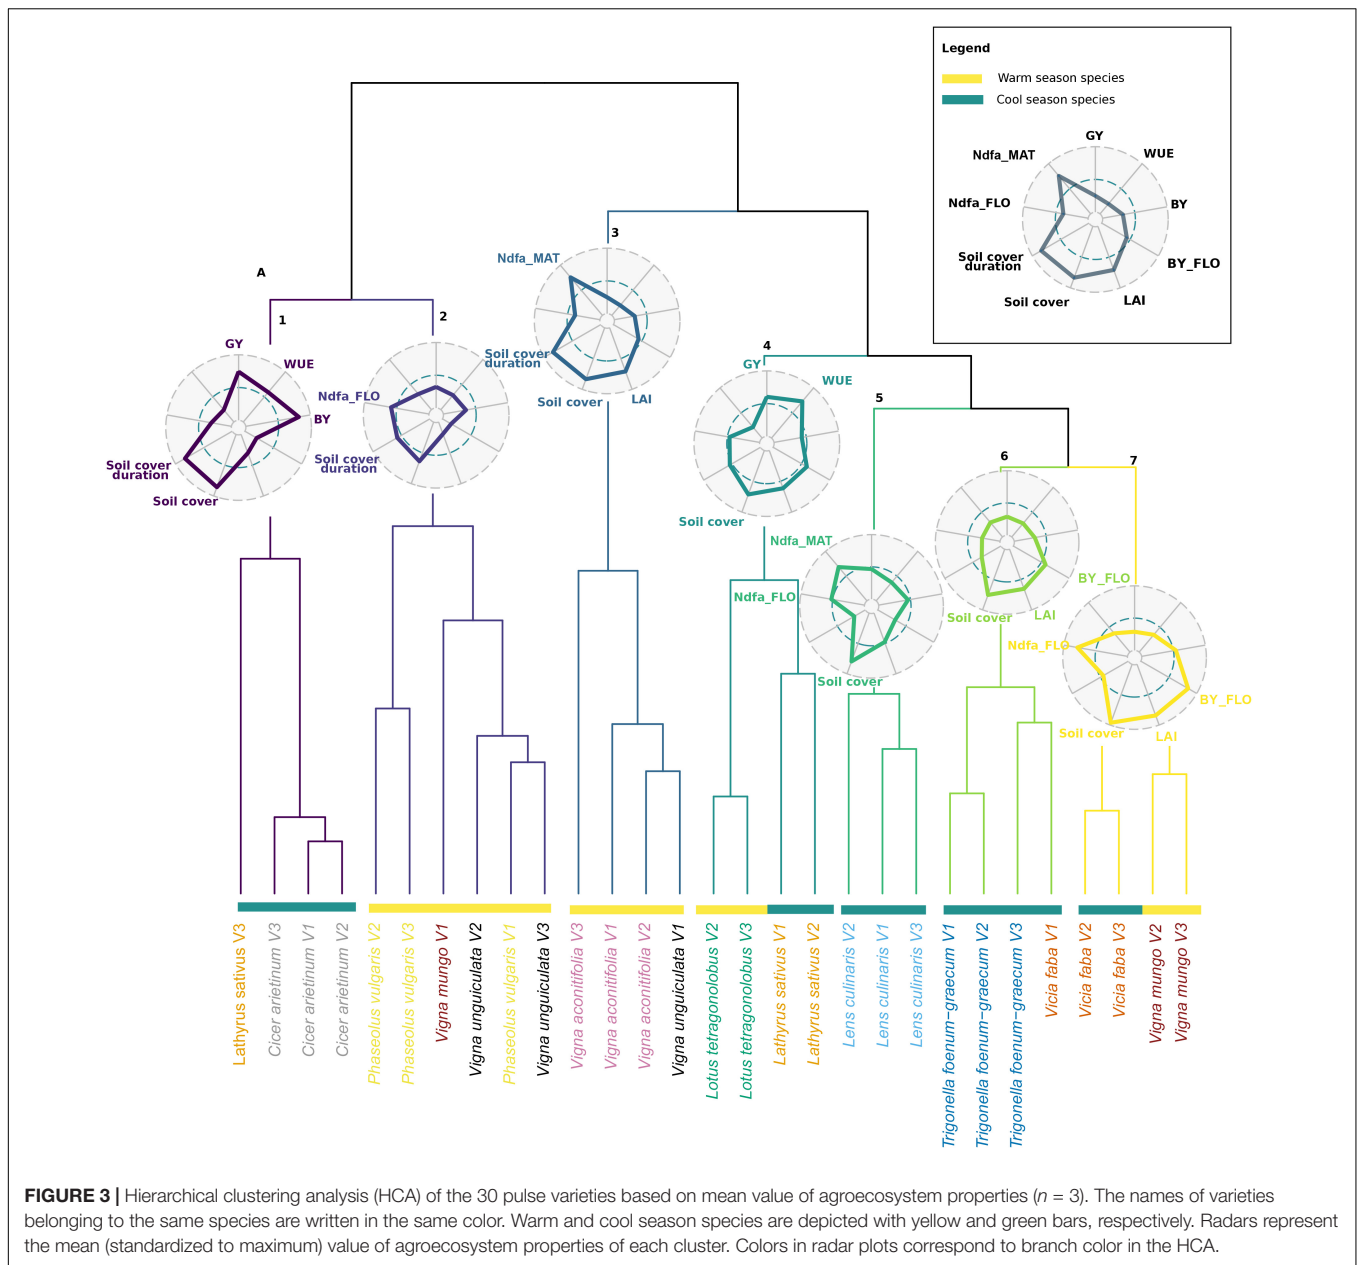 Legend
Warm season species
Cool season species
GY
WUE
BY
BY_FLO
LAI
Soil cover
Soil cover
duration
Ndfa_FLO
Ndfa_MAT
A
1
GY
WUE
BY
Soil cover
duration
Soil cover
2
Ndfa_FLO
Soil cover
duration
3
Ndfa_MAT
Soil cover
duration
Soil cover
LAI
4
GY
WUE
Soil cover
5
Ndfa_MAT
Ndfa_FLO
Soil cover
6
BY_FLO
Soil cover
LAI
7
Ndfa_FLO
BY_FLO
Soil cover
LAI
Lathyrus sativus V3
Cicer arietinum V3
Cicer arietinum V1
Cicer arietinum V2
Phaseolus vulgaris V2
Phaseolus vulgaris V3
Vigna mungo V1
Vigna unguiculata V2
Phaseolus vulgaris V1
Vigna unguiculata V3
Vigna aconitifolia V3
Vigna aconitifolia V1
Vigna aconitifolia V2
Vigna unguiculata V1
Lotus tetragonolobus V2
Lotus tetragonolobus V3
Lathyrus sativus V1
Lathyrus sativus V2
Lens culinaris V2
Lens culinaris V1
Lens culinaris V3
Trigonella foenum−graecum V1
Trigonella foenum−graecum V2
Trigonella foenum−graecum V3
Vicia faba V1
Vicia faba V2
Vicia faba V3
Vigna mungo V2
Vigna mungo V3
FIGURE 3 | Hierarchical clustering analysis (HCA) of the 30 pulse varieties based on mean value of agroecosystem properties (n = 3). The names of varieties
belonging to the same species are written in the same color. Warm and cool season species are depicted with yellow and green bars, respectively. Radars represent
the mean (standardized to maximum) value of agroecosystem properties of each cluster. Colors in radar plots correspond to branch color in the HCA.